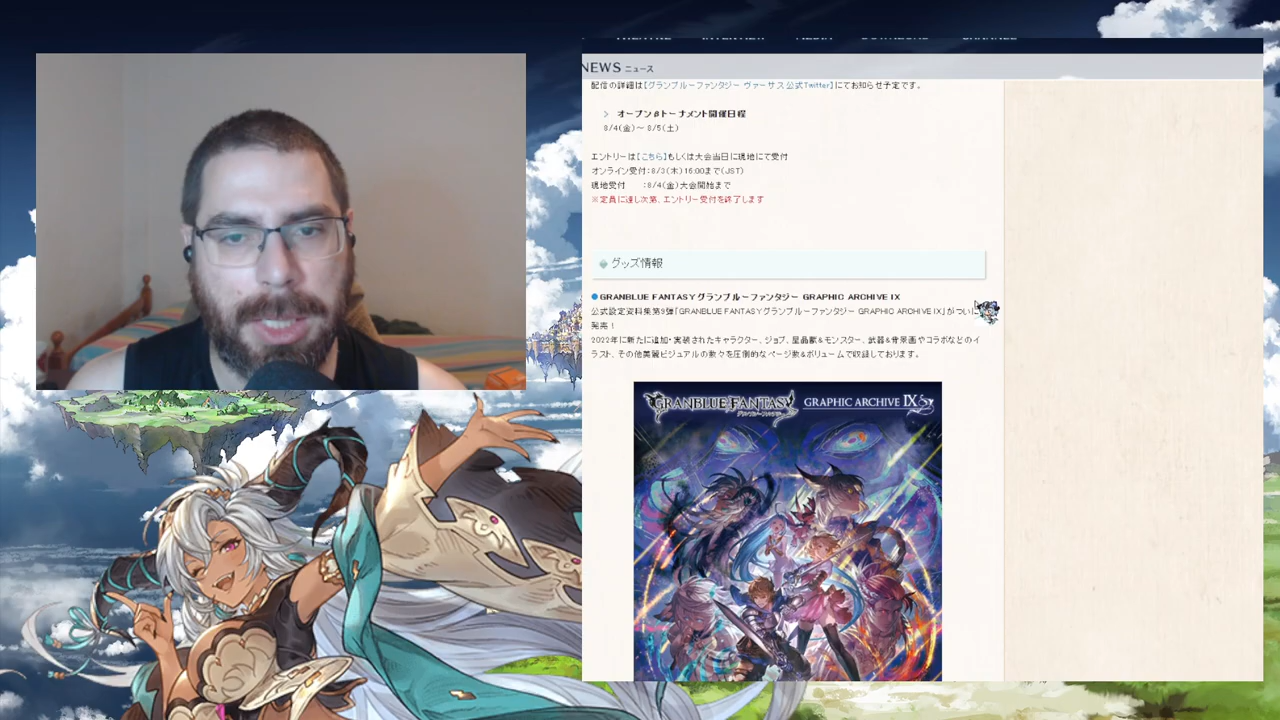 NEWS ニュース
配信の詳細は【グランブルーファンタジー ヴァーサス公式Twitter】にてお知らせ予定です。
オープンβトーナメント開催日程
8/4(金)～ 8/5(土)
エントリーは【こちら】もしくは大会当日に現地にて受付
オンライン受付：8/3(木)16:00まで(JST)
現地受付　：8/4(金)大会開始まで
※定員に達し次第、エントリー受付を終了します
グッズ情報
GRANBLUE FANTASY グランブルーファンタジー GRAPHIC ARCHIVE IX
公式設定資料集第9弾「GRANBLUE FANTASY グランブルーファンタジー GRAPHIC ARCHIVE IX」がついに
発売！
2022年に新たに追加・実装されたキャラクター、ジョブ、星晶獣&モンスター、武器&背景画やコラボなどのイ
ラスト、その他美麗ビジュアルの数々を圧倒的なページ数&ボリュームで収録しております。
GRANBLUE FANTASY GRAPHIC ARCHIVE IX
グランブルーファンタジー